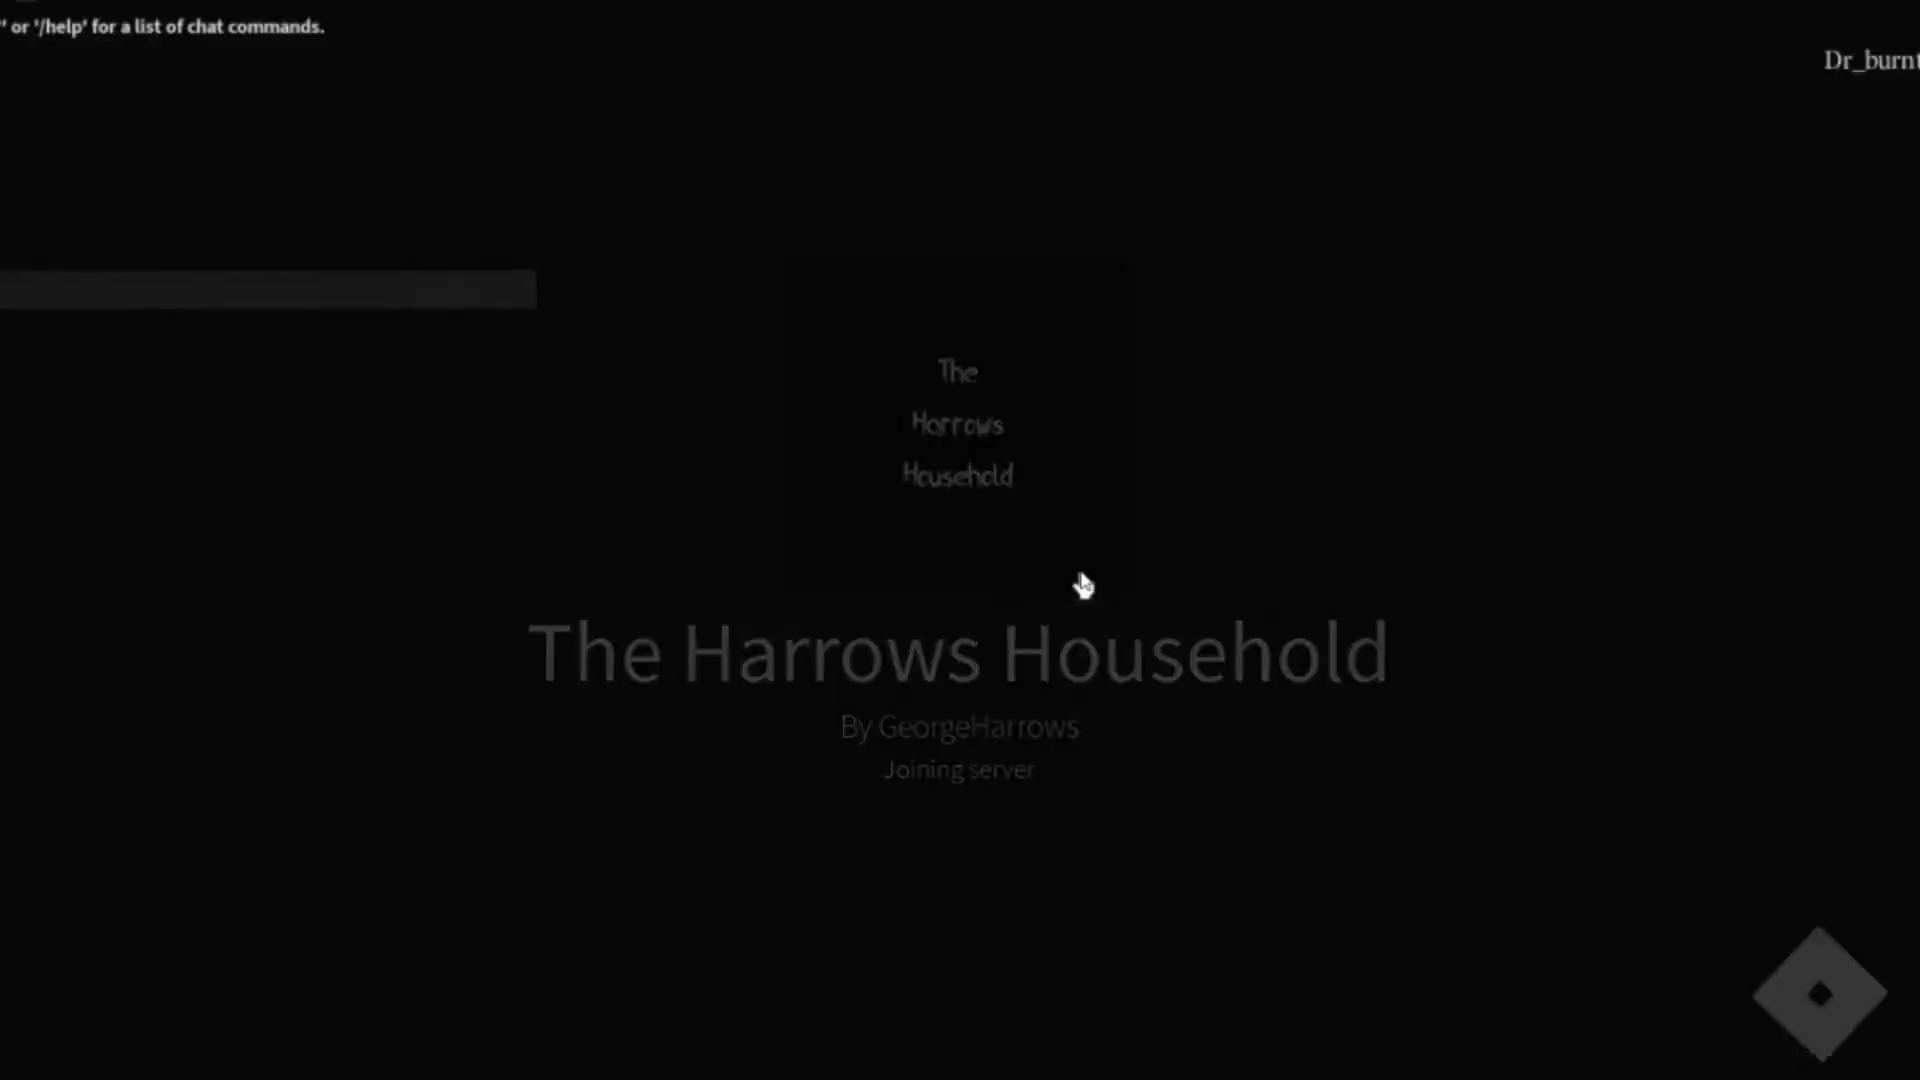 ' or '/help' for a list of chat commands.
Dr_burnt
The
Harrows
Household
The Harrows Household
By GeorgeHarrows
Joining server